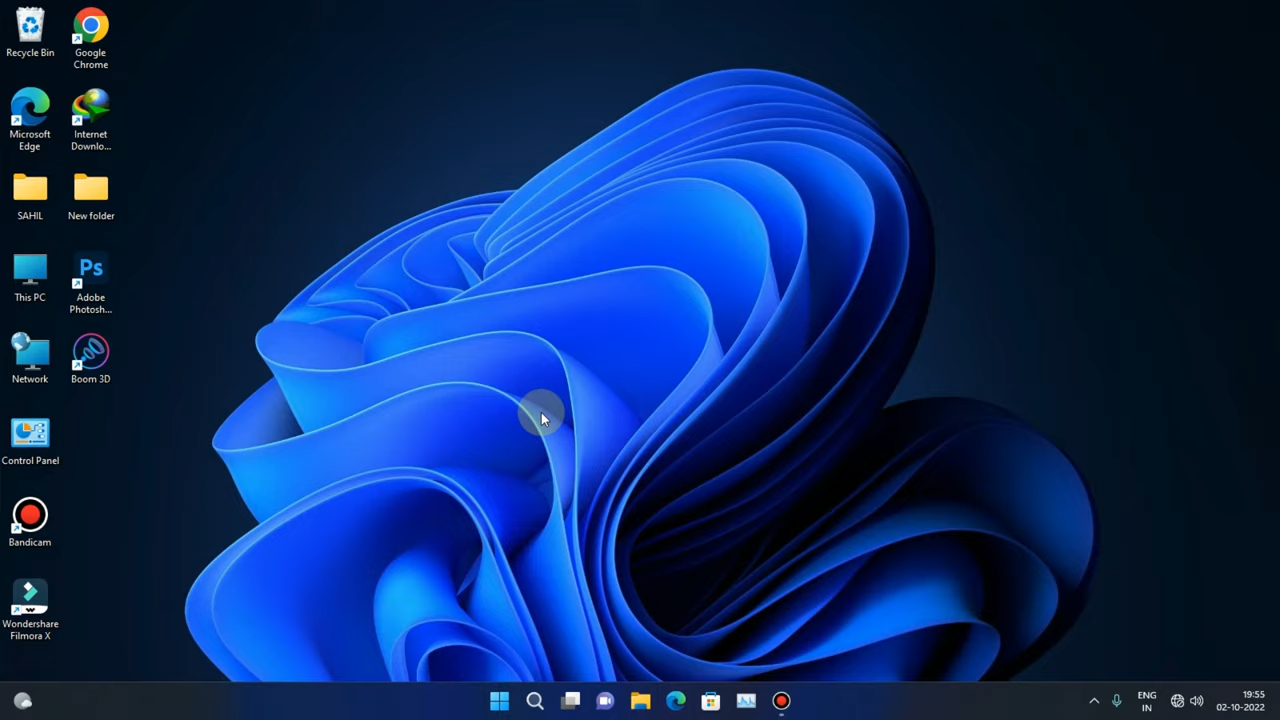 Recycle Bin
Google
Chrome
Microsoft
Edge
Internet
Downlo...
SAHIL
New folder
This PC
Ps
Adobe
Photosh...
Network
Boom 3D
Control Panel
Bandicam
Wondershare
Filmora X
ENG
IN
19:55
02-10-2022